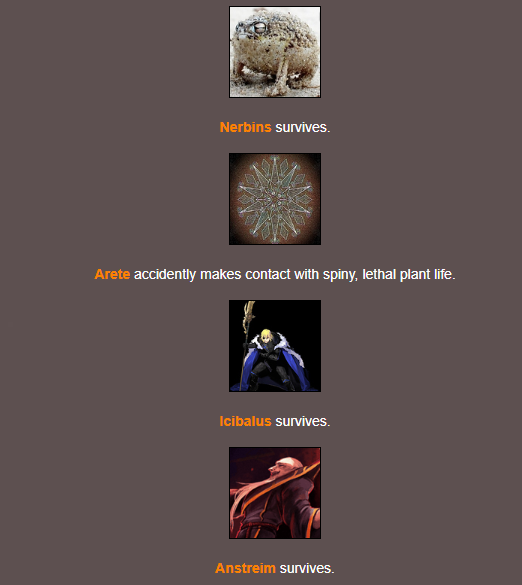 Nerbins survives.
Arete accidently makes contact with spiny, lethal plant life.
Icibalus survives.
Anstreim survives.